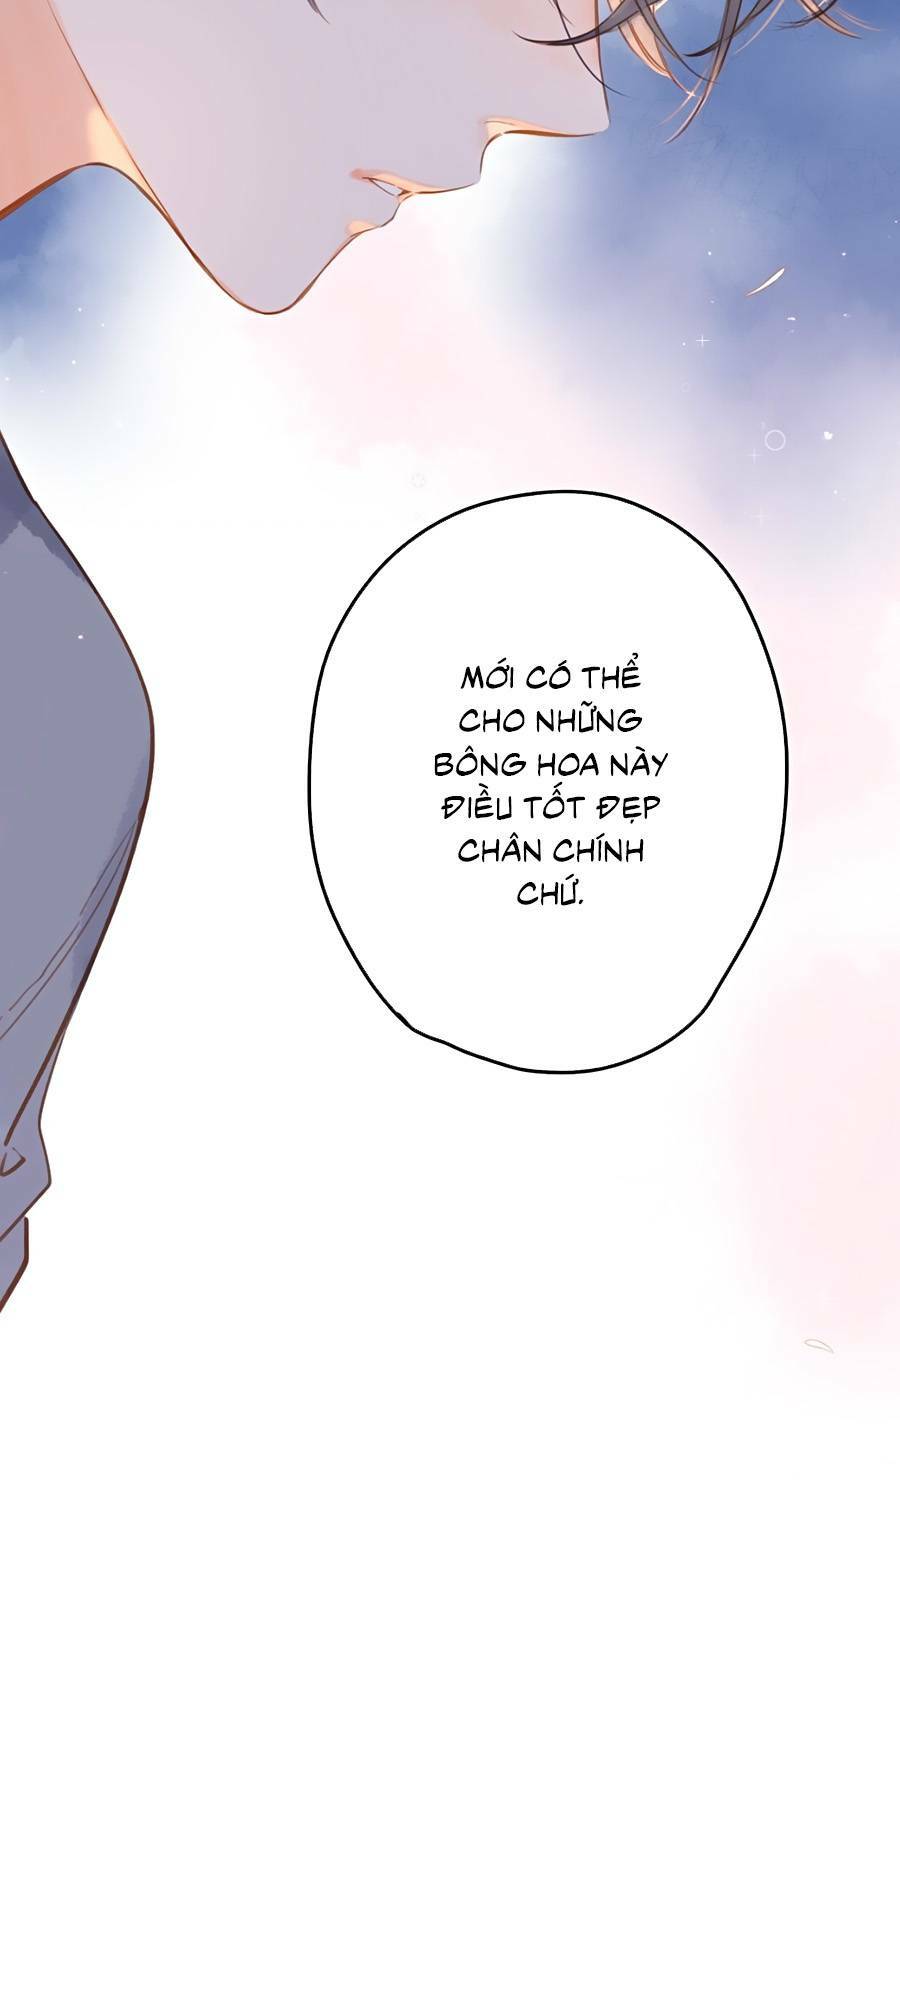 MỚI CÓ THỂ
CHO NHỮNG
BÔNG HOA NÀY
ĐIỀU TỐT ĐẸP
CHÂN CHÍNH
CHỨ.